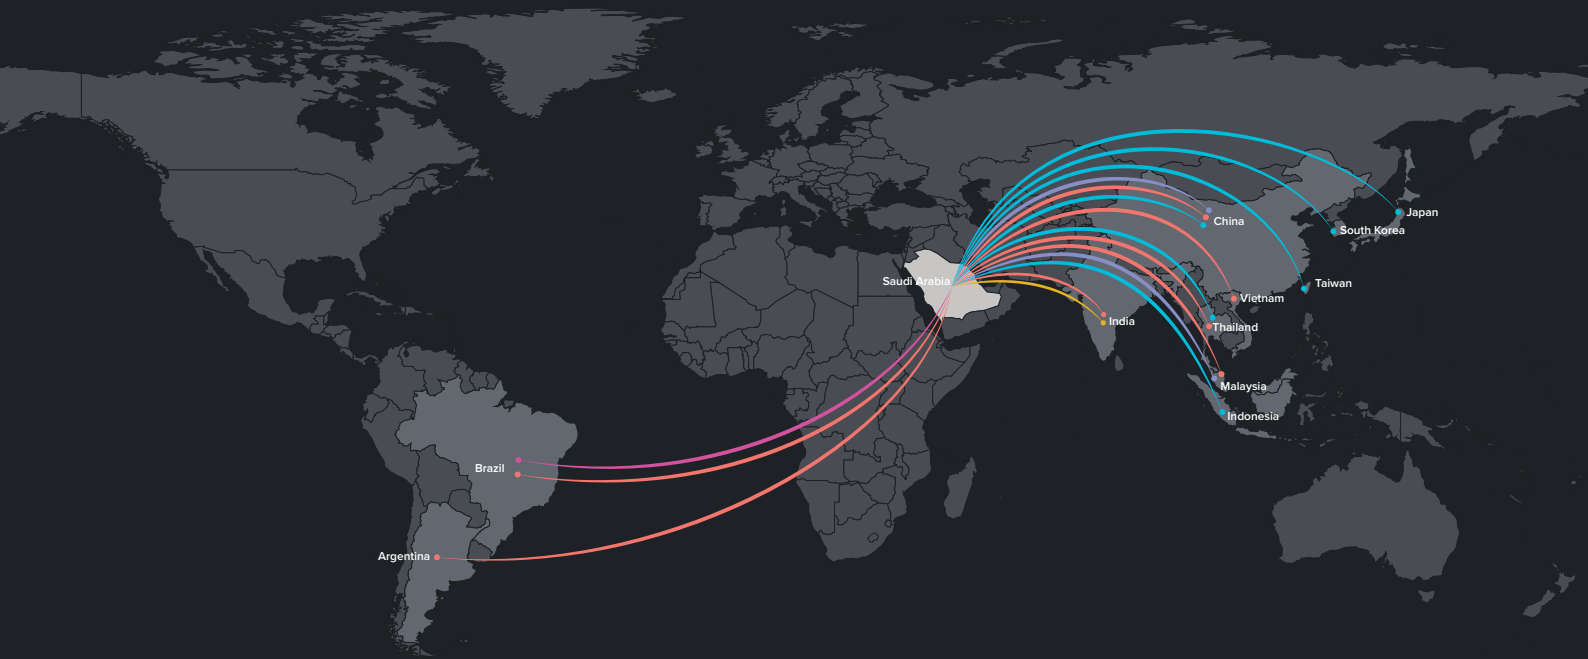 Japan
China
South Korea
Saudi Arabia
Taiwan
Vietnam
India
Thailand
Malaysia
Indonesia
Brazil
Argentina